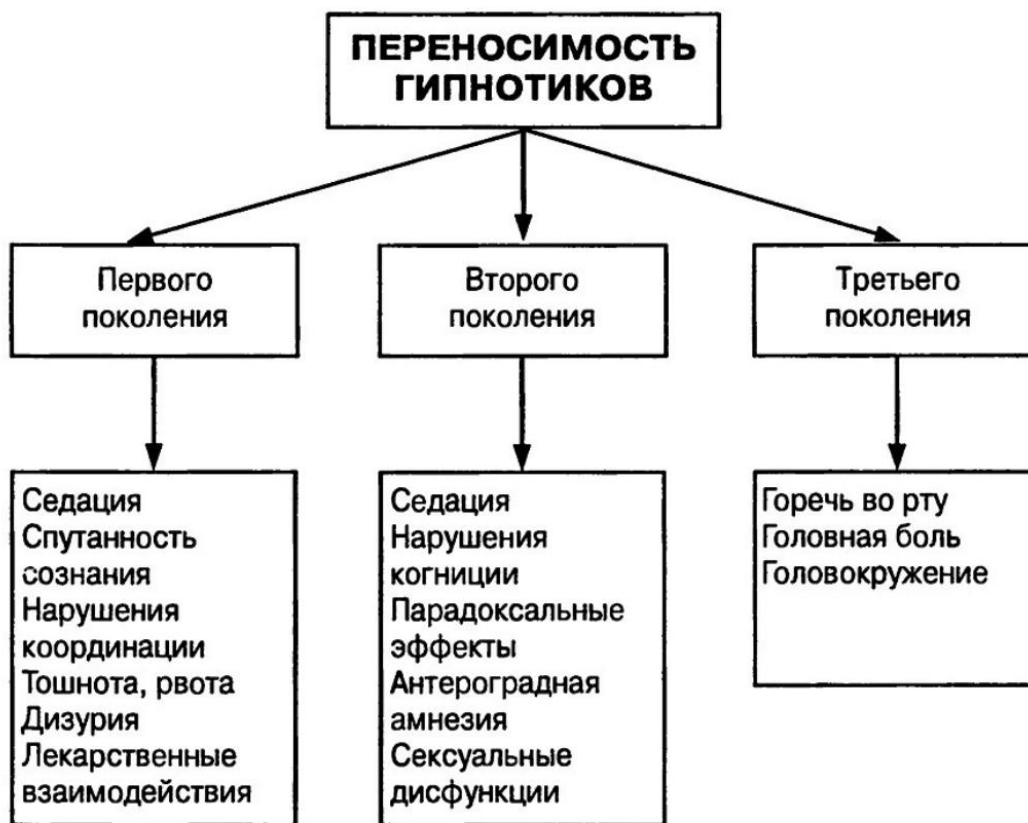 ПЕРЕНОСИМОСТЬ
ГИПНОТИКОВ
Первого
поколения
Второго
поколения
Третьего
поколения
Седация
Спутанность
сознания
Нарушения
координации
Тошнота, рвота
Дизурия
Лекарственные
взаимодействия
Седация
Нарушения
когниции
Парадоксальные
эффекты
Антероградная
амнезия
Сексуальные
дисфункции
Горечь во рту
Головная боль
Головокружение